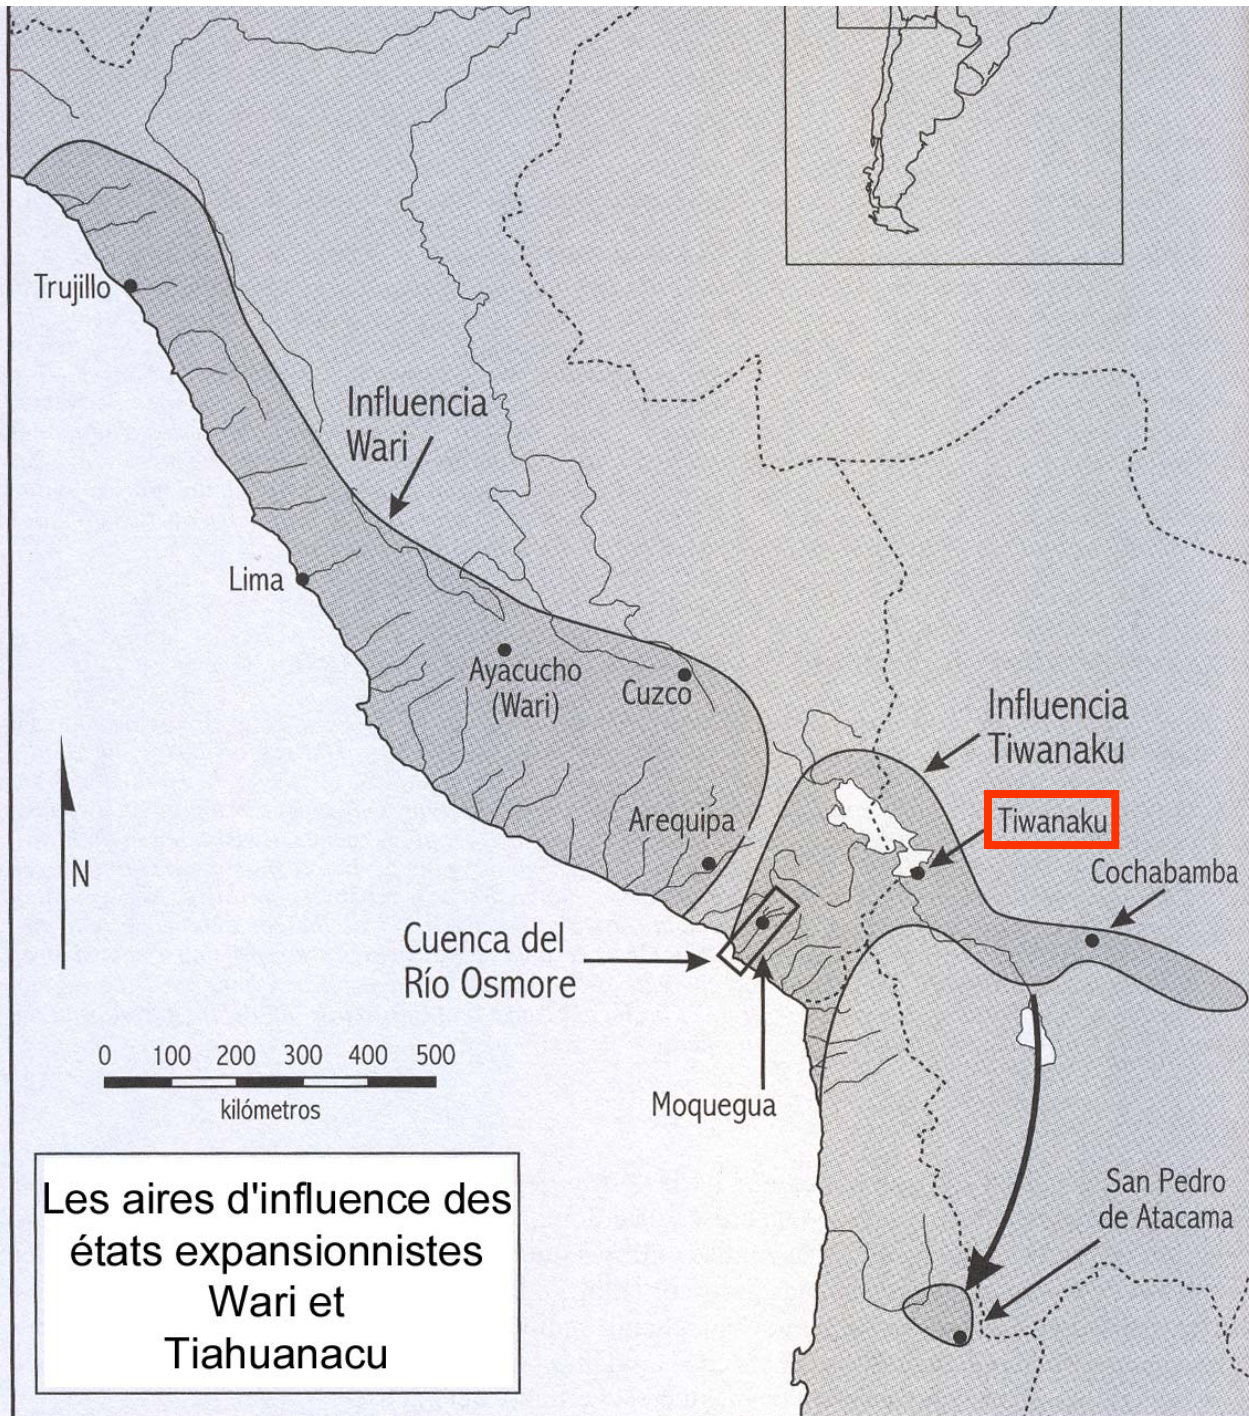 Trujillo
Influencia
Wari
Lima
Ayacucho
(Wari)
Cuzco
Influencia
Tiwanaku
Tiwanaku
Arequipa
Cochabamba
N
Cuenca del
Río Osmore
0 100 200 300 400 500
kilómetros
Moquegua
San Pedro
de Atacama
Les aires d'influence des
états expansionnistes
Wari et
Tiahuanacu